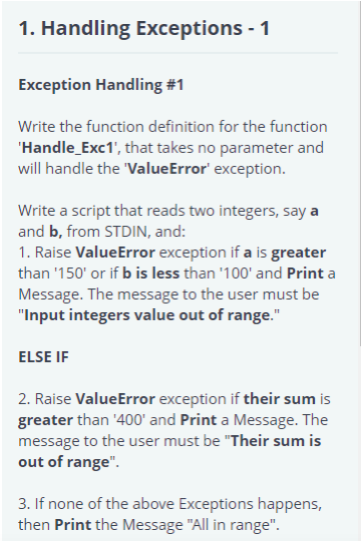 1. Handling Exceptions - 1
Exception Handling #1
Write the function definition for the function
'Handle_Exc1', that takes no parameter and
will handle the 'ValueError' exception.
Write a script that reads two integers, say a
and b, from STDIN, and:
1. Raise ValueError exception if a is greater
than '150' or if b is less than '100' and Print a
Message. The message to the user must be
"Input integers value out of range."
ELSE IF
2. Raise ValueError exception if their sum is
greater than '400' and Print a Message. The
message to the user must be "Their sum is
out of range".
3. If none of the above Exceptions happens,
then Print the Message "All in range".